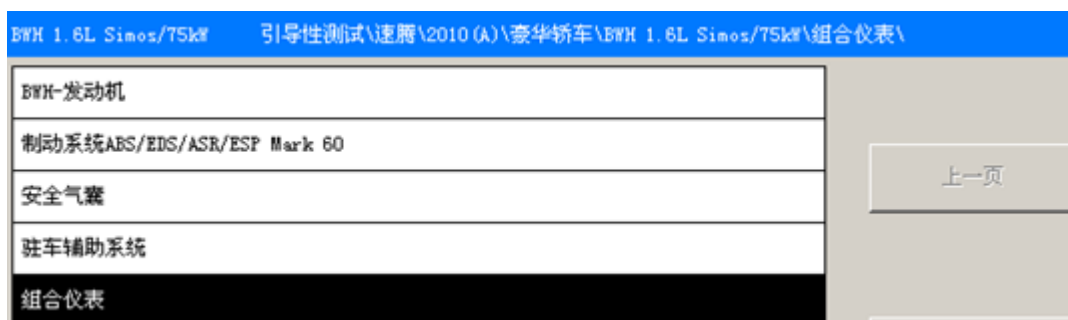 BWH 1.6L Simos/75kW 引导性测试\速腾\2010(A)\豪华轿车\BWH 1.6L Simos/75kW\组合仪表\
BWH-发动机
制动系统ABS/EDS/ASR/ESP Mark 60
上一页
安全气囊
驻车辅助系统
组合仪表